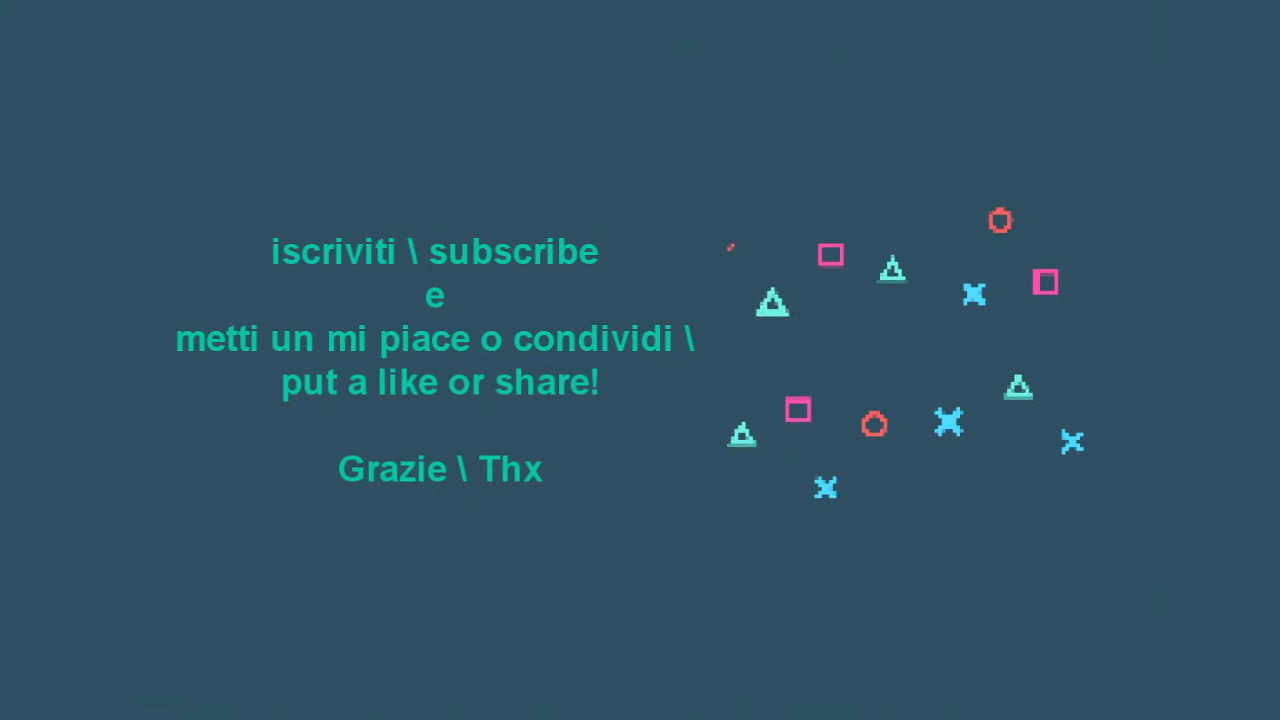 iscriviti \ subscribe
e
metti un mi piace o condividi \
put a like or share!
Grazie \ Thx